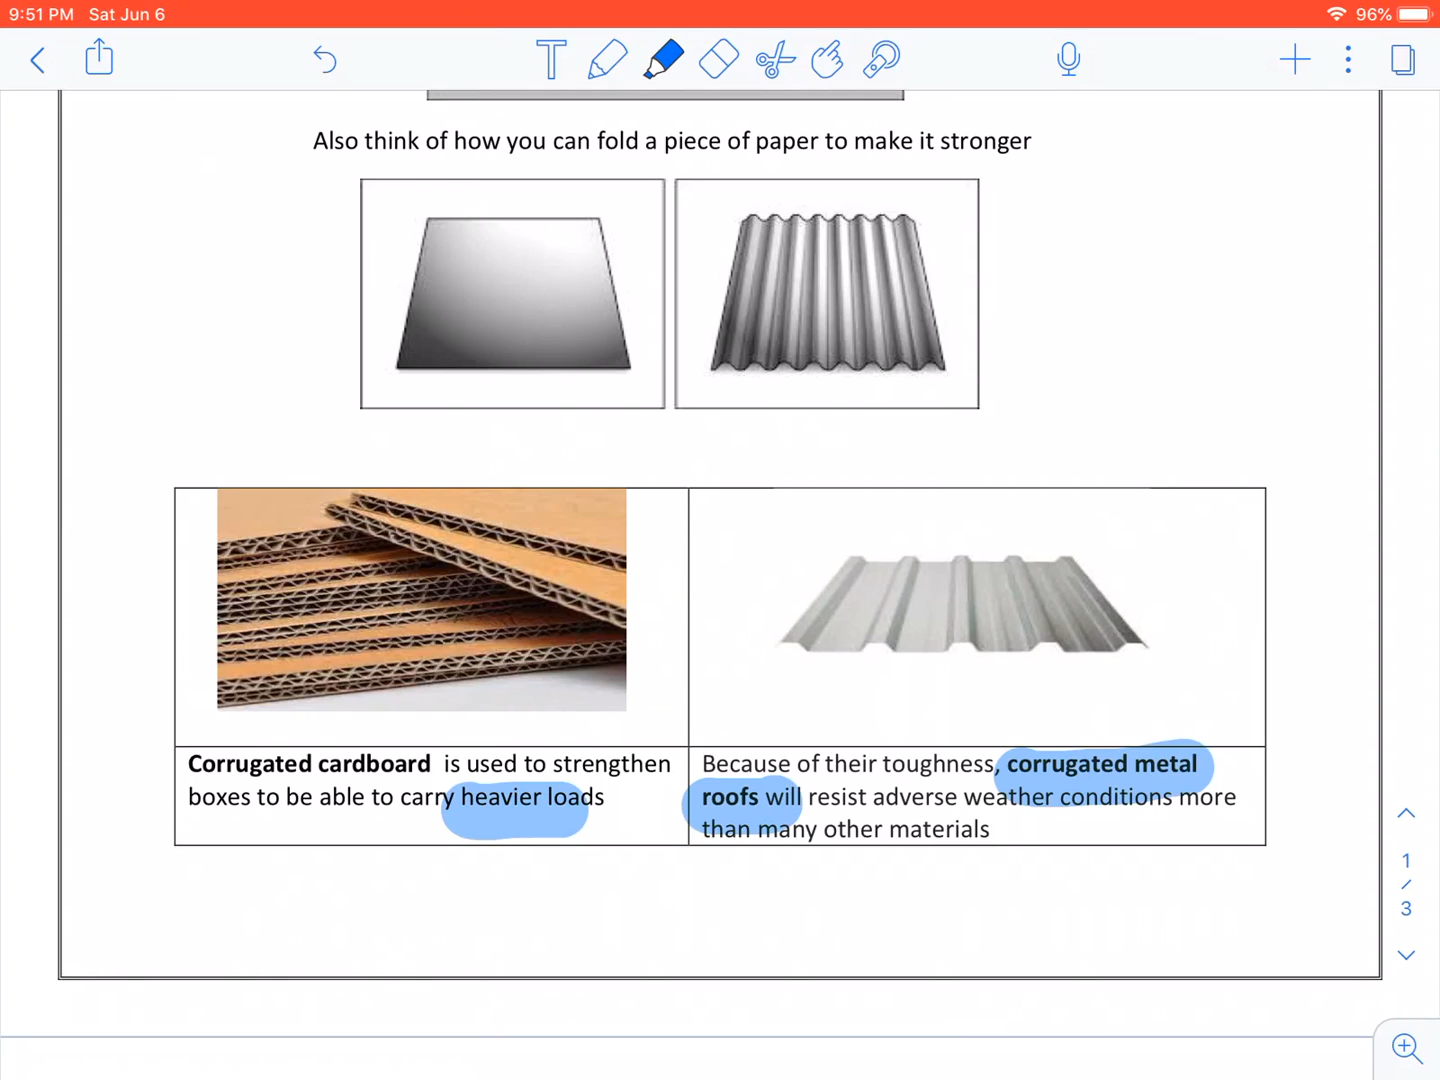 9:51 PM Sat Jun 6
96%
Also think of how you can fold a piece of paper to make it stronger
Corrugated cardboard is used to strengthen
boxes to be able to carry heavier loads
Because of their toughness, corrugated metal
roofs will resist adverse weather conditions more
than many other materials
1
/
3